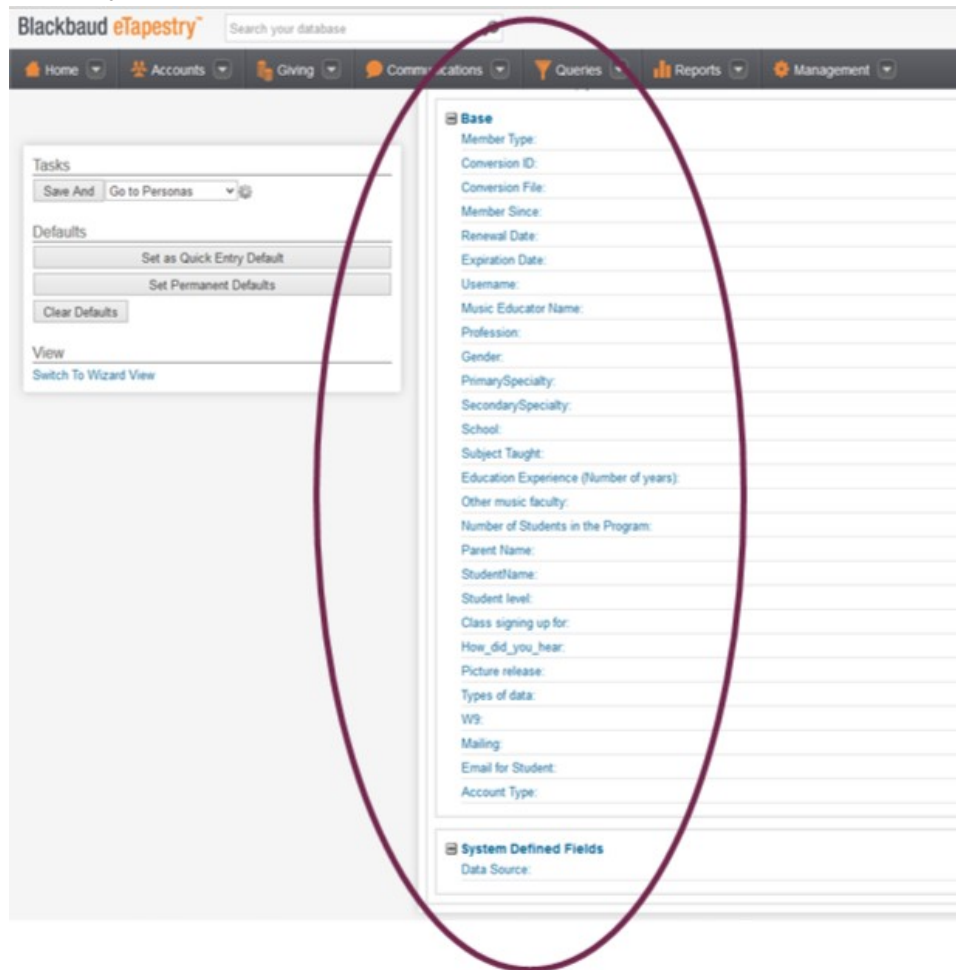 Blackbaud eTapestry™ Search your database
Home Accounts Giving Communications Queries Reports Management
Tasks
Save And Go to Personas
Defaults
Set as Quick Entry Default
Set Permanent Defaults
Clear Defaults
View
Switch To Wizard View
Base
Member Type:
Conversion ID:
Conversion File:
Member Since:
Renewal Date:
Expiration Date:
Username:
Music Educator Name:
Profession:
Gender:
PrimarySpecialty:
SecondarySpecialty:
School:
Subject Taught:
Education Experience (Number of years):
Other music faculty:
Number of Students in the Program:
Parent Name:
StudentName:
Student level:
Class signing up for:
How_did_you_hear:
Picture release:
Types of data:
W9:
Mailing:
Email for Student:
Account Type:
System Defined Fields
Data Source: